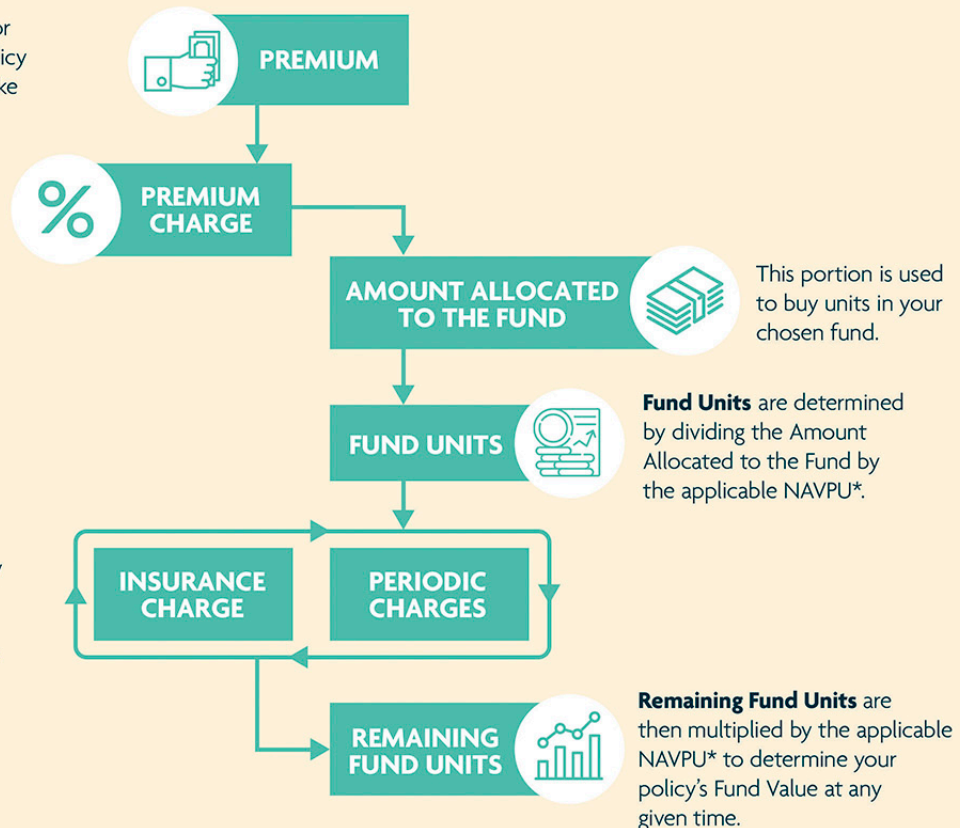 or
icy
ke
PREMIUM
%
PREMIUM
CHARGE
AMOUNT ALLOCATED
TO THE FUND
This portion is used
to buy units in your
chosen fund.
FUND UNITS
Fund Units are determined
by dividing the Amount
Allocated to the Fund by
the applicable NAVPU*.
INSURANCE
CHARGE
PERIODIC
CHARGES
REMAINING
FUND UNITS
Remaining Fund Units are
then multiplied by the applicable
NAVPU* to determine your
policy's Fund Value at any
given time.